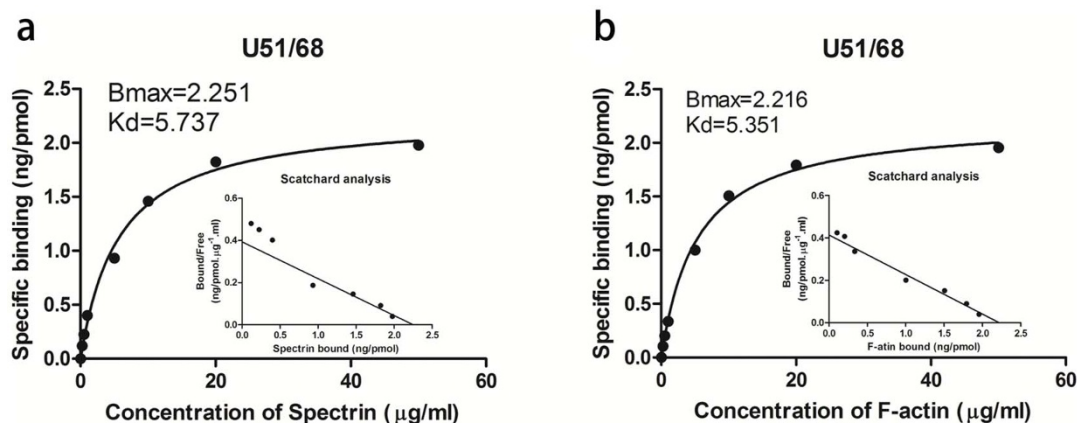 a
U51/68
Bmax=2.251
Kd=5.737
Specific binding (ng/pmol)
2.5
2.0
1.5
1.0
0.5
0.0
0
20
40
60
Concentration of Spectrin (μg/ml)
Scatchard analysis
Bound/Free
(ng/pmol.μg⁻¹.ml)
0.6
0.4
0.2
0.0
0.0
0.5
1.0
1.5
2.0
2.5
Spectrin bound (ng/pmol)
b
U51/68
Bmax=2.216
Kd=5.351
Specific binding (ng/pmol)
2.5
2.0
1.5
1.0
0.5
0.0
0
20
40
60
Concentration of F-actin (μg/ml)
Scatchard analysis
Bound/Free
(ng/pmol.μg⁻¹.ml)
0.6
0.4
0.2
0.0
0.0
0.5
1.0
1.5
2.0
2.5
F-atin bound (ng/pmol)